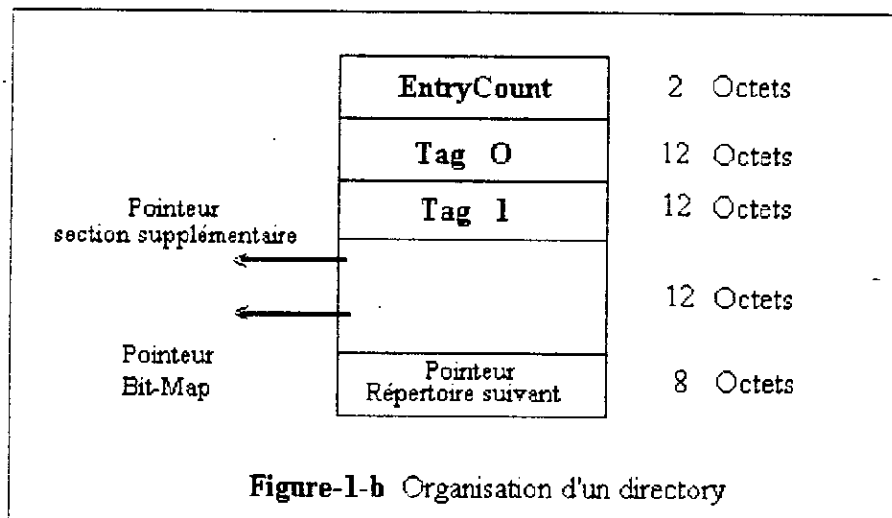 EntryCount 2 Octets
Tag 0 12 Octets
Tag 1 12 Octets
Pointeur
section supplémentaire
12 Octets
Pointeur
Bit-Map
Pointeur
Répertoire suivant
8 Octets
Figure-1-b Organisation d'un directory